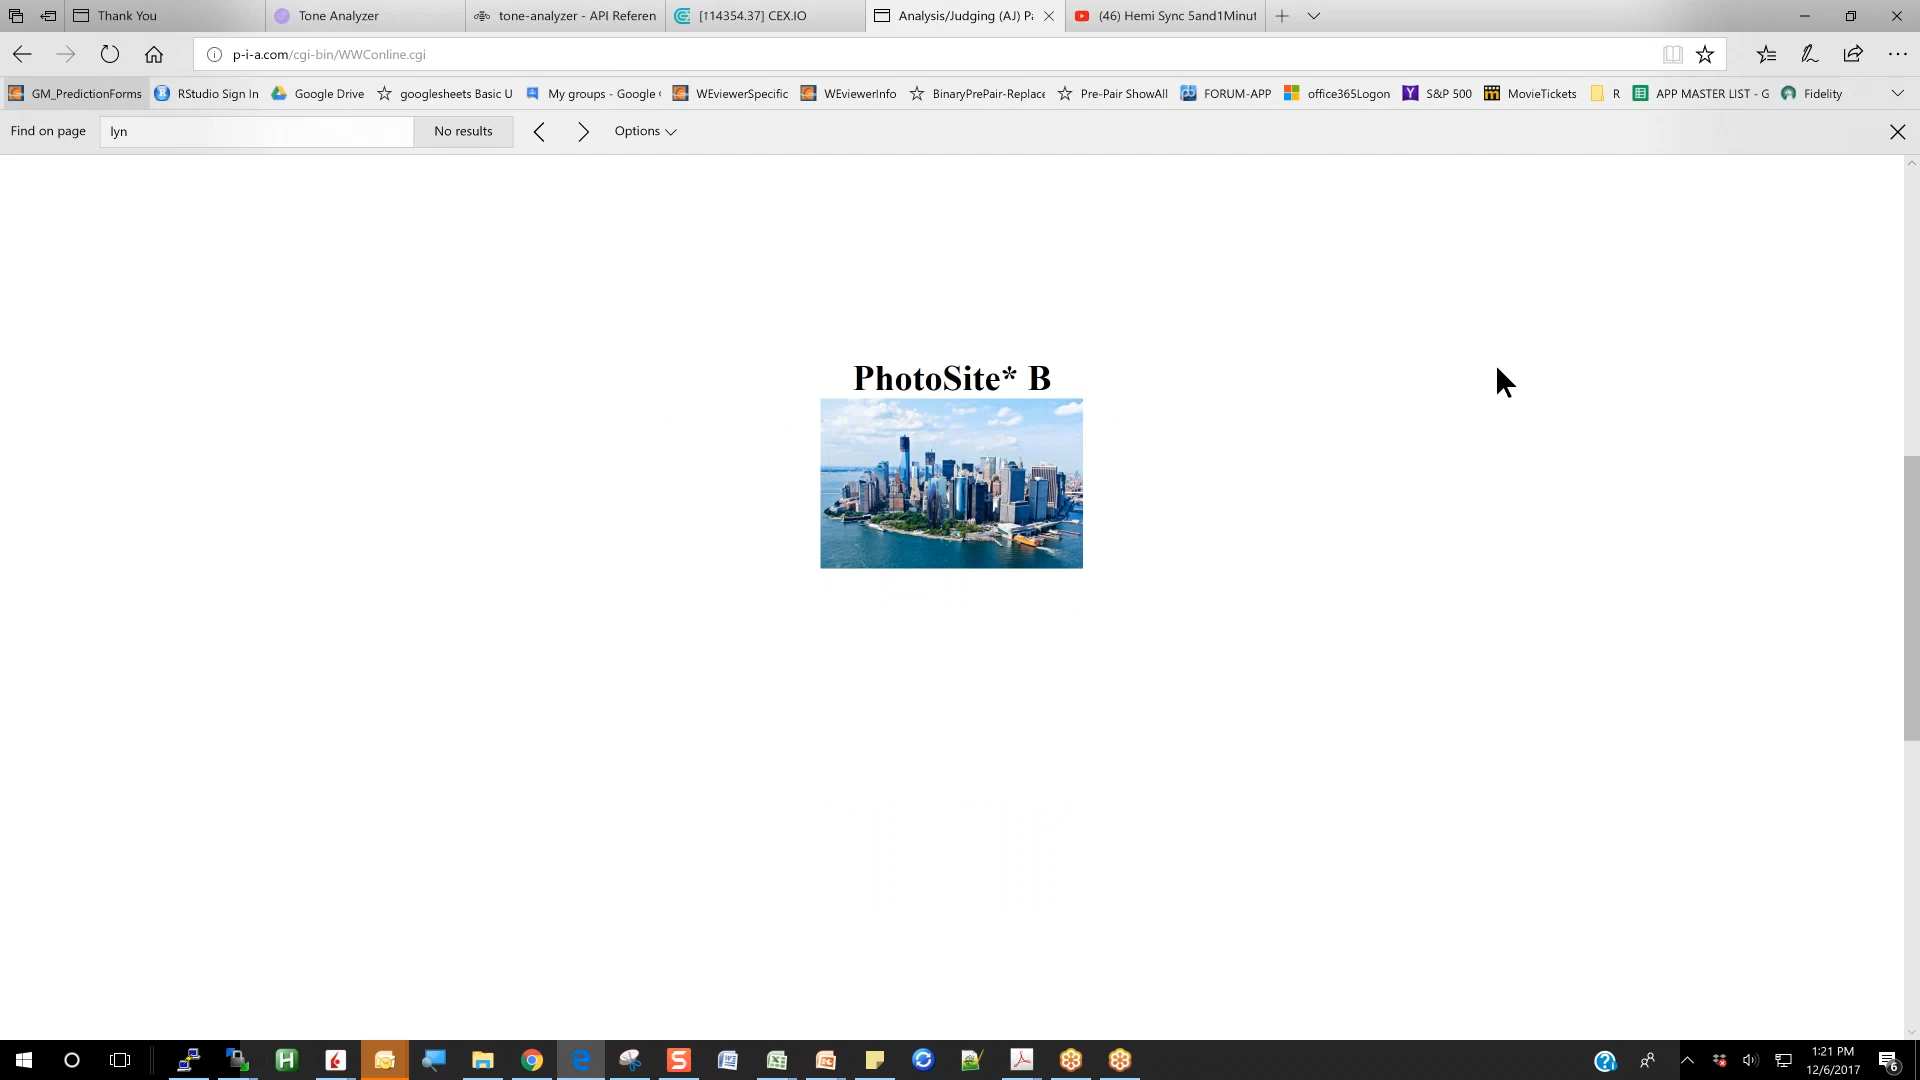 Thank You
Tone Analyzer
tone-analyzer - API Referen
[↑14354.37] CEX.IO
Analysis/Judging (AJ) Pa
(46) Hemi Sync 5and1Minut
p-i-a.com/cgi-bin/WWConline.cgi
GM_PredictionForms
RStudio Sign In
Google Drive
googlesheets Basic U
My groups - Google
WEviewerSpecific
WEviewerInfo
BinaryPrePair-Replace
Pre-Pair ShowAll
FORUM-APP
office365Logon
S&P 500
MovieTickets
R
APP MASTER LIST - G
Fidelity
Find on page
lyn
No results
Options
PhotoSite* B
1:21 PM
12/6/2017
6